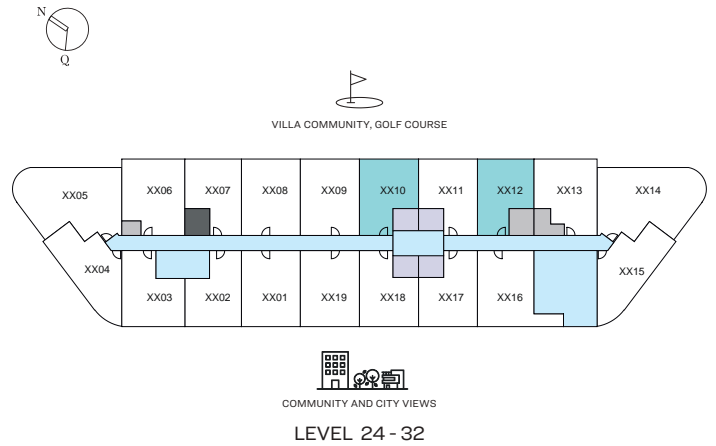 N
Q
VILLA COMMUNITY, GOLF COURSE
XX05 XX06 XX07 XX08 XX09 XX10 XX11 XX12 XX13 XX14
XX04 XX03 XX02 XX01 XX19 XX18 XX17 XX16 XX15
COMMUNITY AND CITY VIEWS
LEVEL 24 - 32